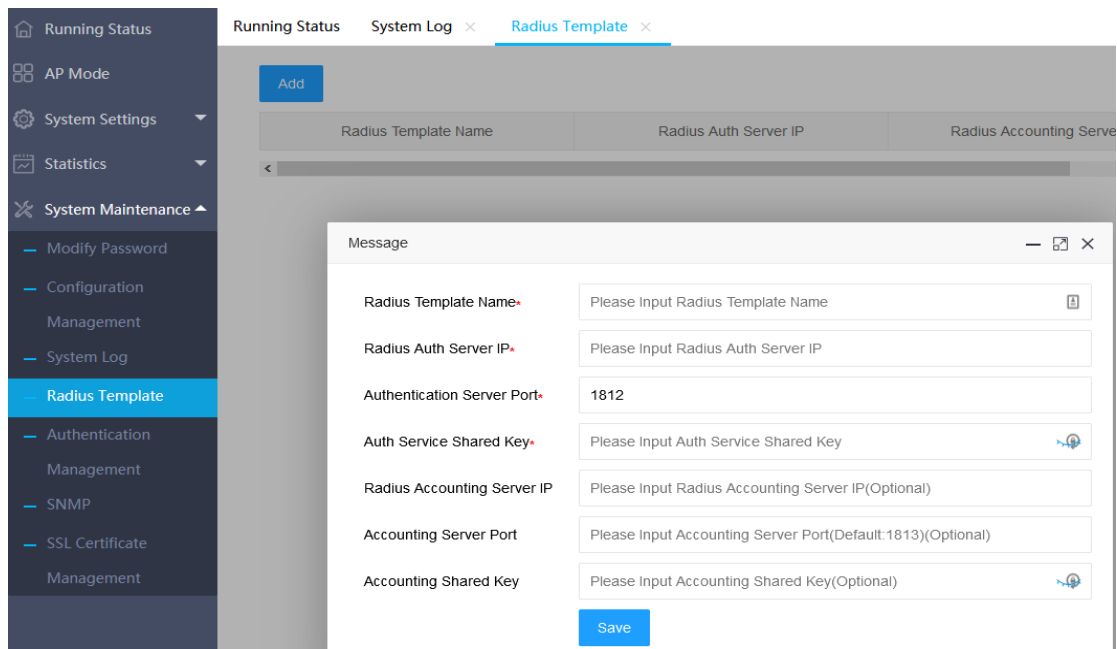 Running Status
AP Mode
System Settings
Statistics
System Maintenance
Modify Password
Configuration
Management
System Log
Radius Template
Authentication
Management
SNMP
SSL Certificate
Management
Running Status System Log Radius Template
Add
Radius Template Name Radius Auth Server IP Radius Accounting Serve
Message
Radius Template Name* Please Input Radius Template Name
Radius Auth Server IP* Please Input Radius Auth Server IP
Authentication Server Port* 1812
Auth Service Shared Key* Please Input Auth Service Shared Key
Radius Accounting Server IP Please Input Radius Accounting Server IP(Optional)
Accounting Server Port Please Input Accounting Server Port(Default:1813)(Optional)
Accounting Shared Key Please Input Accounting Shared Key(Optional)
Save